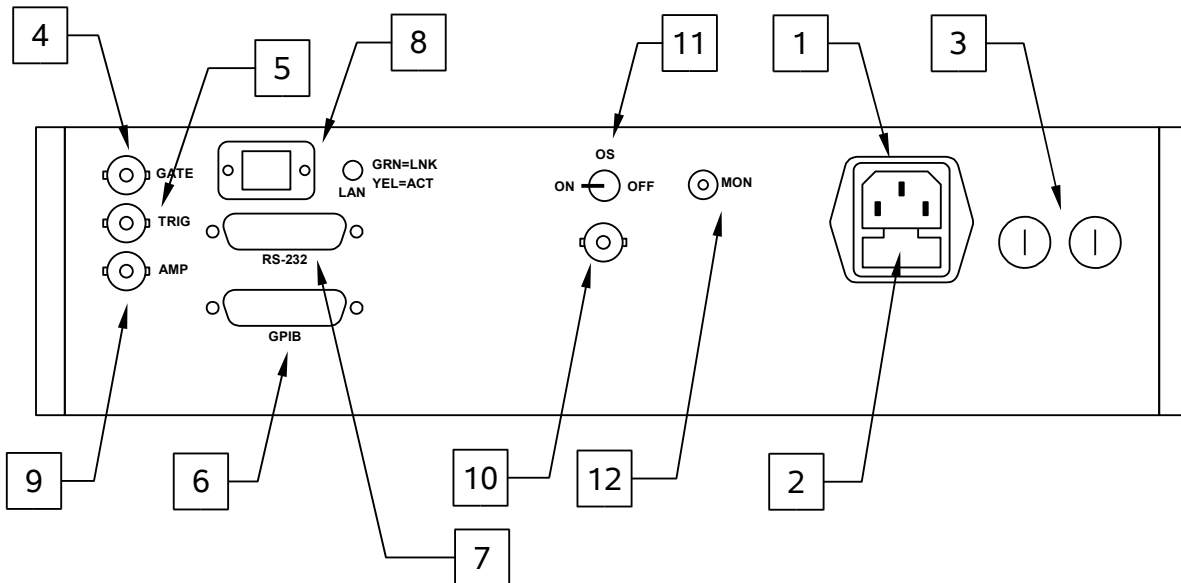 4
5
8
11
1
3
GATE
TRIG
AMP
LAN
GRN=LNK
YEL=ACT
RS-232
GPIB
OS
ON
OFF
MON
9
6
7
10
12
2